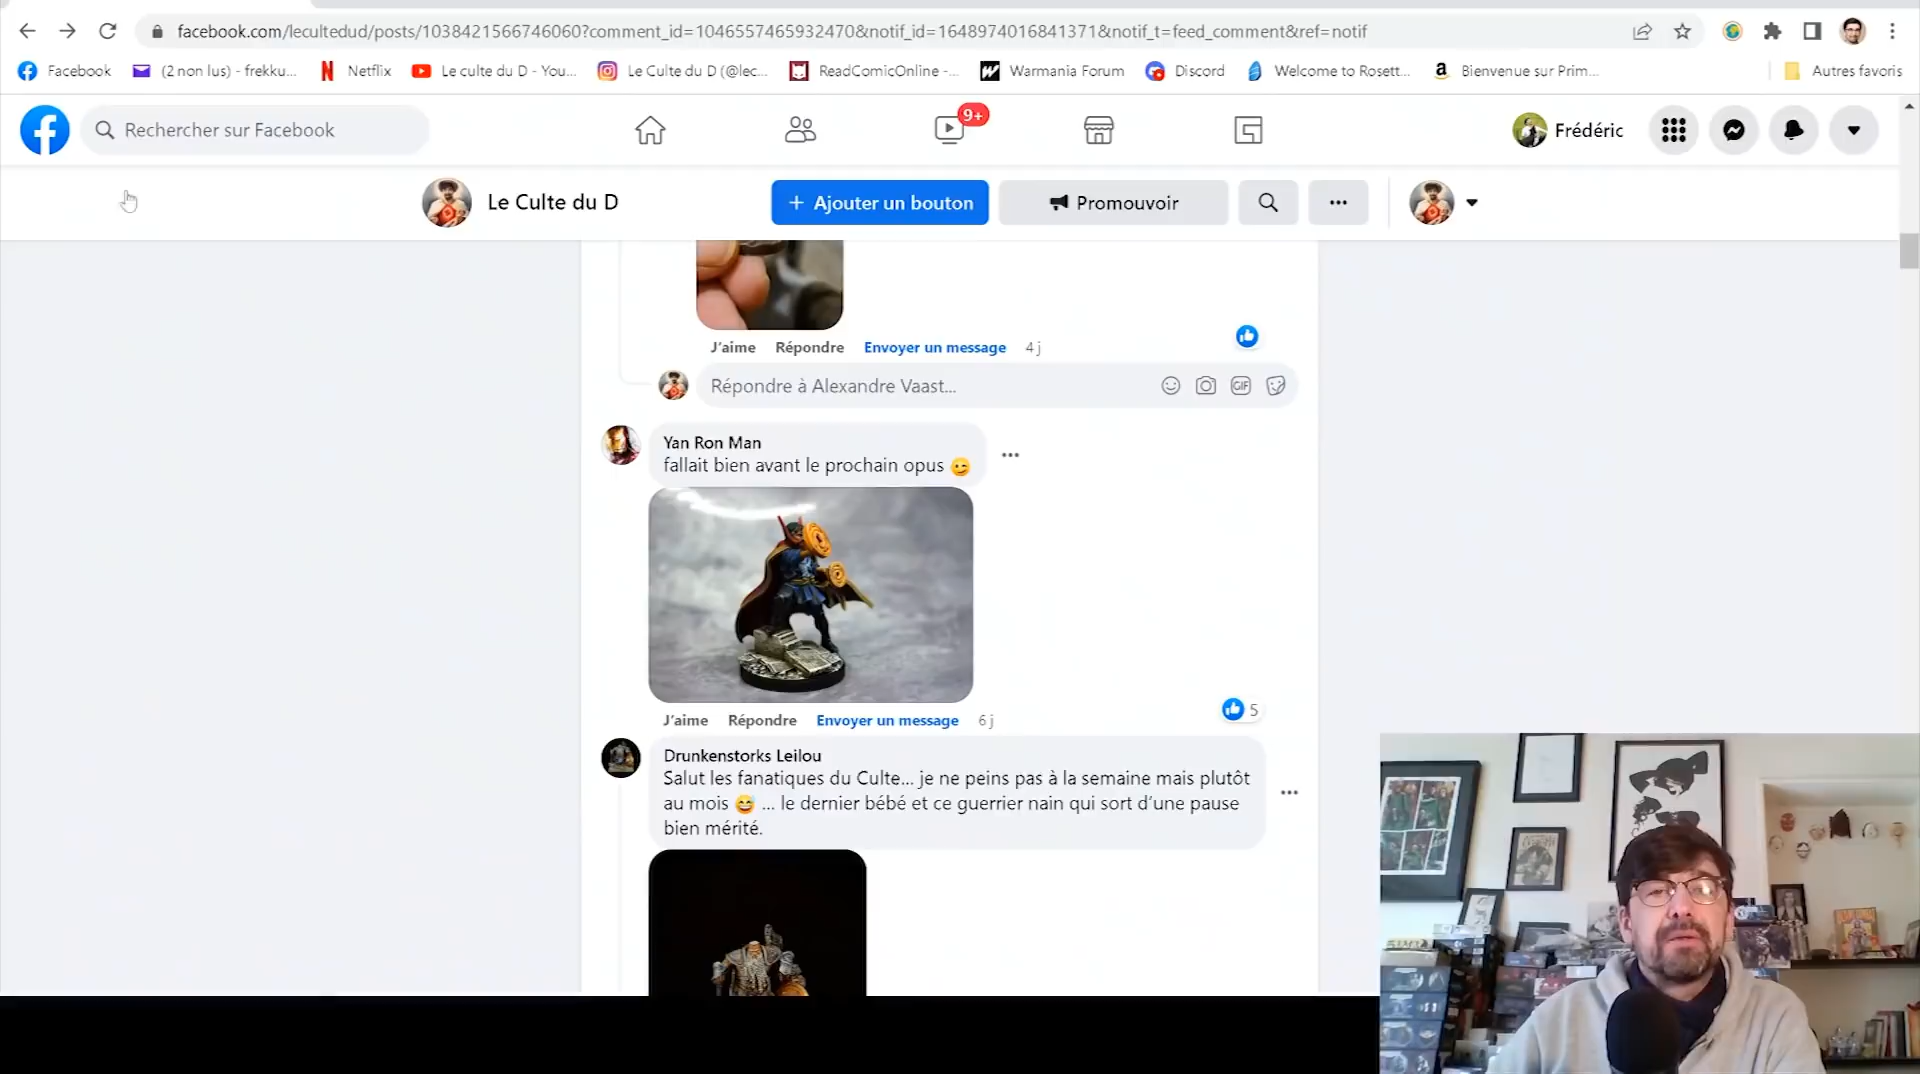 facebook.com/lecultedud/posts/1038421566746060?comment_id=1046557465932470&notif_id=1648974016841371&notif_t=feed_comment&ref=notif
Facebook (2 non lus) - frekku... Netflix Le culte du D - You... Le Culte du D (@lec... ReadComicOnline -... Warmania Forum Discord Welcome to Rosett... Bienvenue sur Prim... Autres favoris
Rechercher sur Facebook 9+ Frédéric
Le Culte du D + Ajouter un bouton Promouvoir
J'aime Répondre Envoyer un message 4 j
Répondre à Alexandre Vaast... GIF
Yan Ron Man
fallait bien avant le prochain opus 😉
J'aime Répondre Envoyer un message 6 j 5
Drunkenstorks Leilou
Salut les fanatiques du Culte... je ne peins pas à la semaine mais plutôt
au mois 😅 ... le dernier bébé et ce guerrier nain qui sort d'une pause
bien mérité.